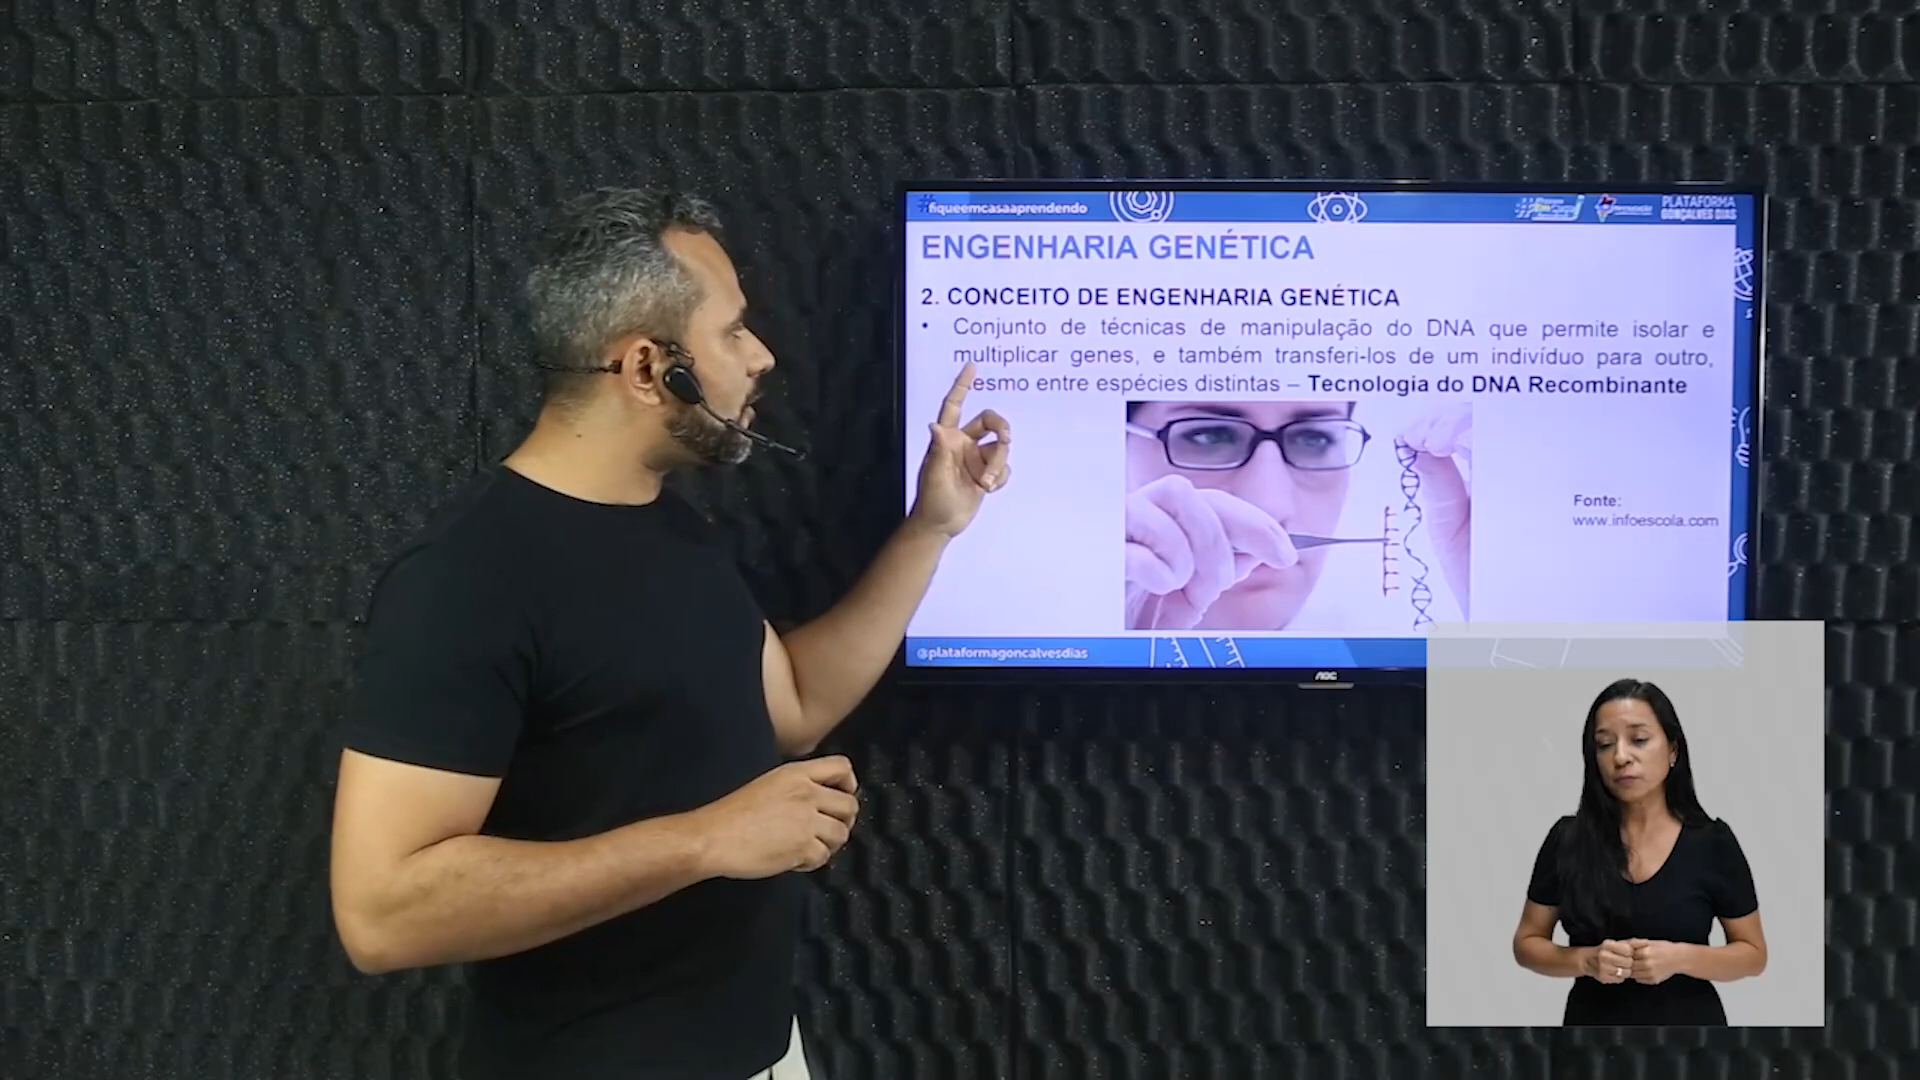 #fiqueemcasaaprendendo
PLATAFORMA
GONÇALVES DIAS
ENGENHARIA GENÉTICA
2. CONCEITO DE ENGENHARIA GENÉTICA
• Conjunto de técnicas de manipulação do DNA que permite isolar e
multiplicar genes, e também transferi-los de um indivíduo para outro,
esmo entre espécies distintas – Tecnologia do DNA Recombinante
Fonte:
www.infoescola.com
@plataformagoncalvesdias
AOC